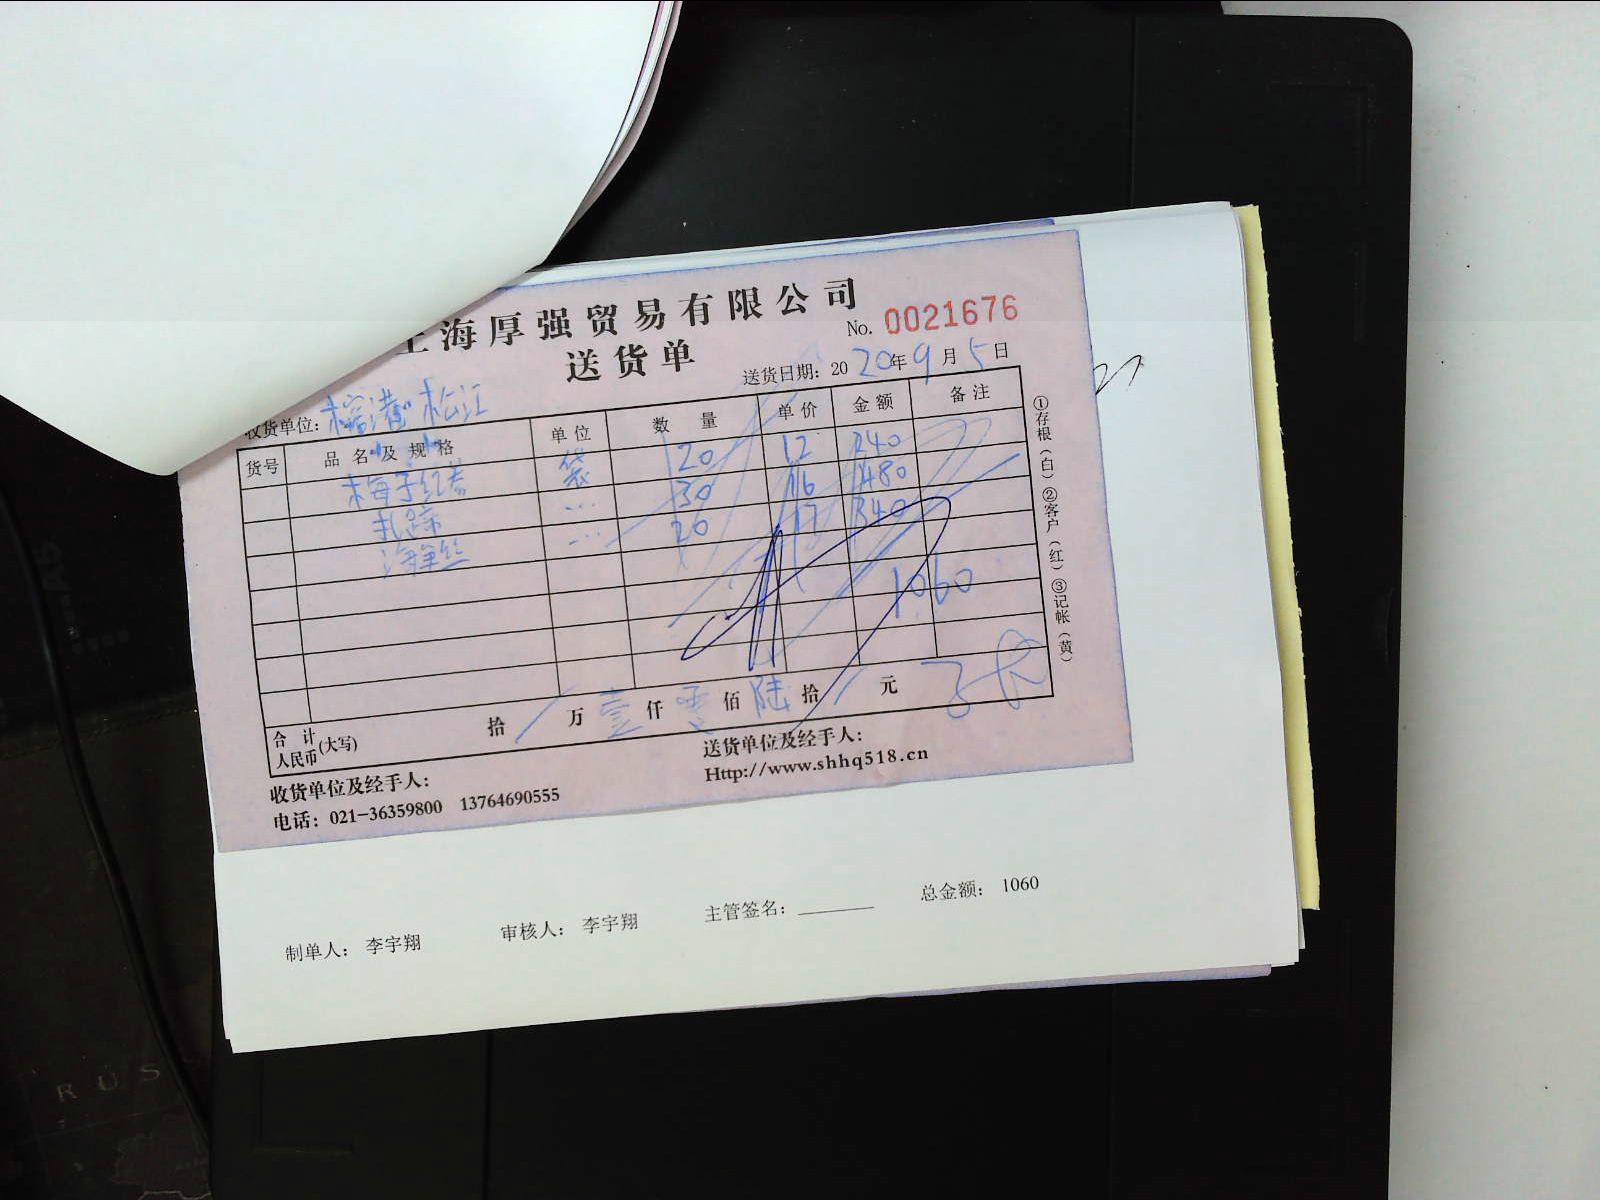 上海厚强贸易有限公司
送货单
No. 0021676
送货日期: 2020年9月5日
收货单位: 松江
货号 品名及规格 单位 数量 单价 金额 备注
袋 20 12 240
30 16 480
海草丝 20 17 340
1060
合计人民币(大写) 拾 万 壹 仟 零 佰 陆 拾 元
收货单位及经手人:
送货单位及经手人:
电话: 021-36359800 13764690555
Http://www.shhq518.cn
①存根(白) ②客户(红) ③记帐(黄)
制单人: 李宇翔 审核人: 李宇翔 主管签名: 总金额: 1060
RUS